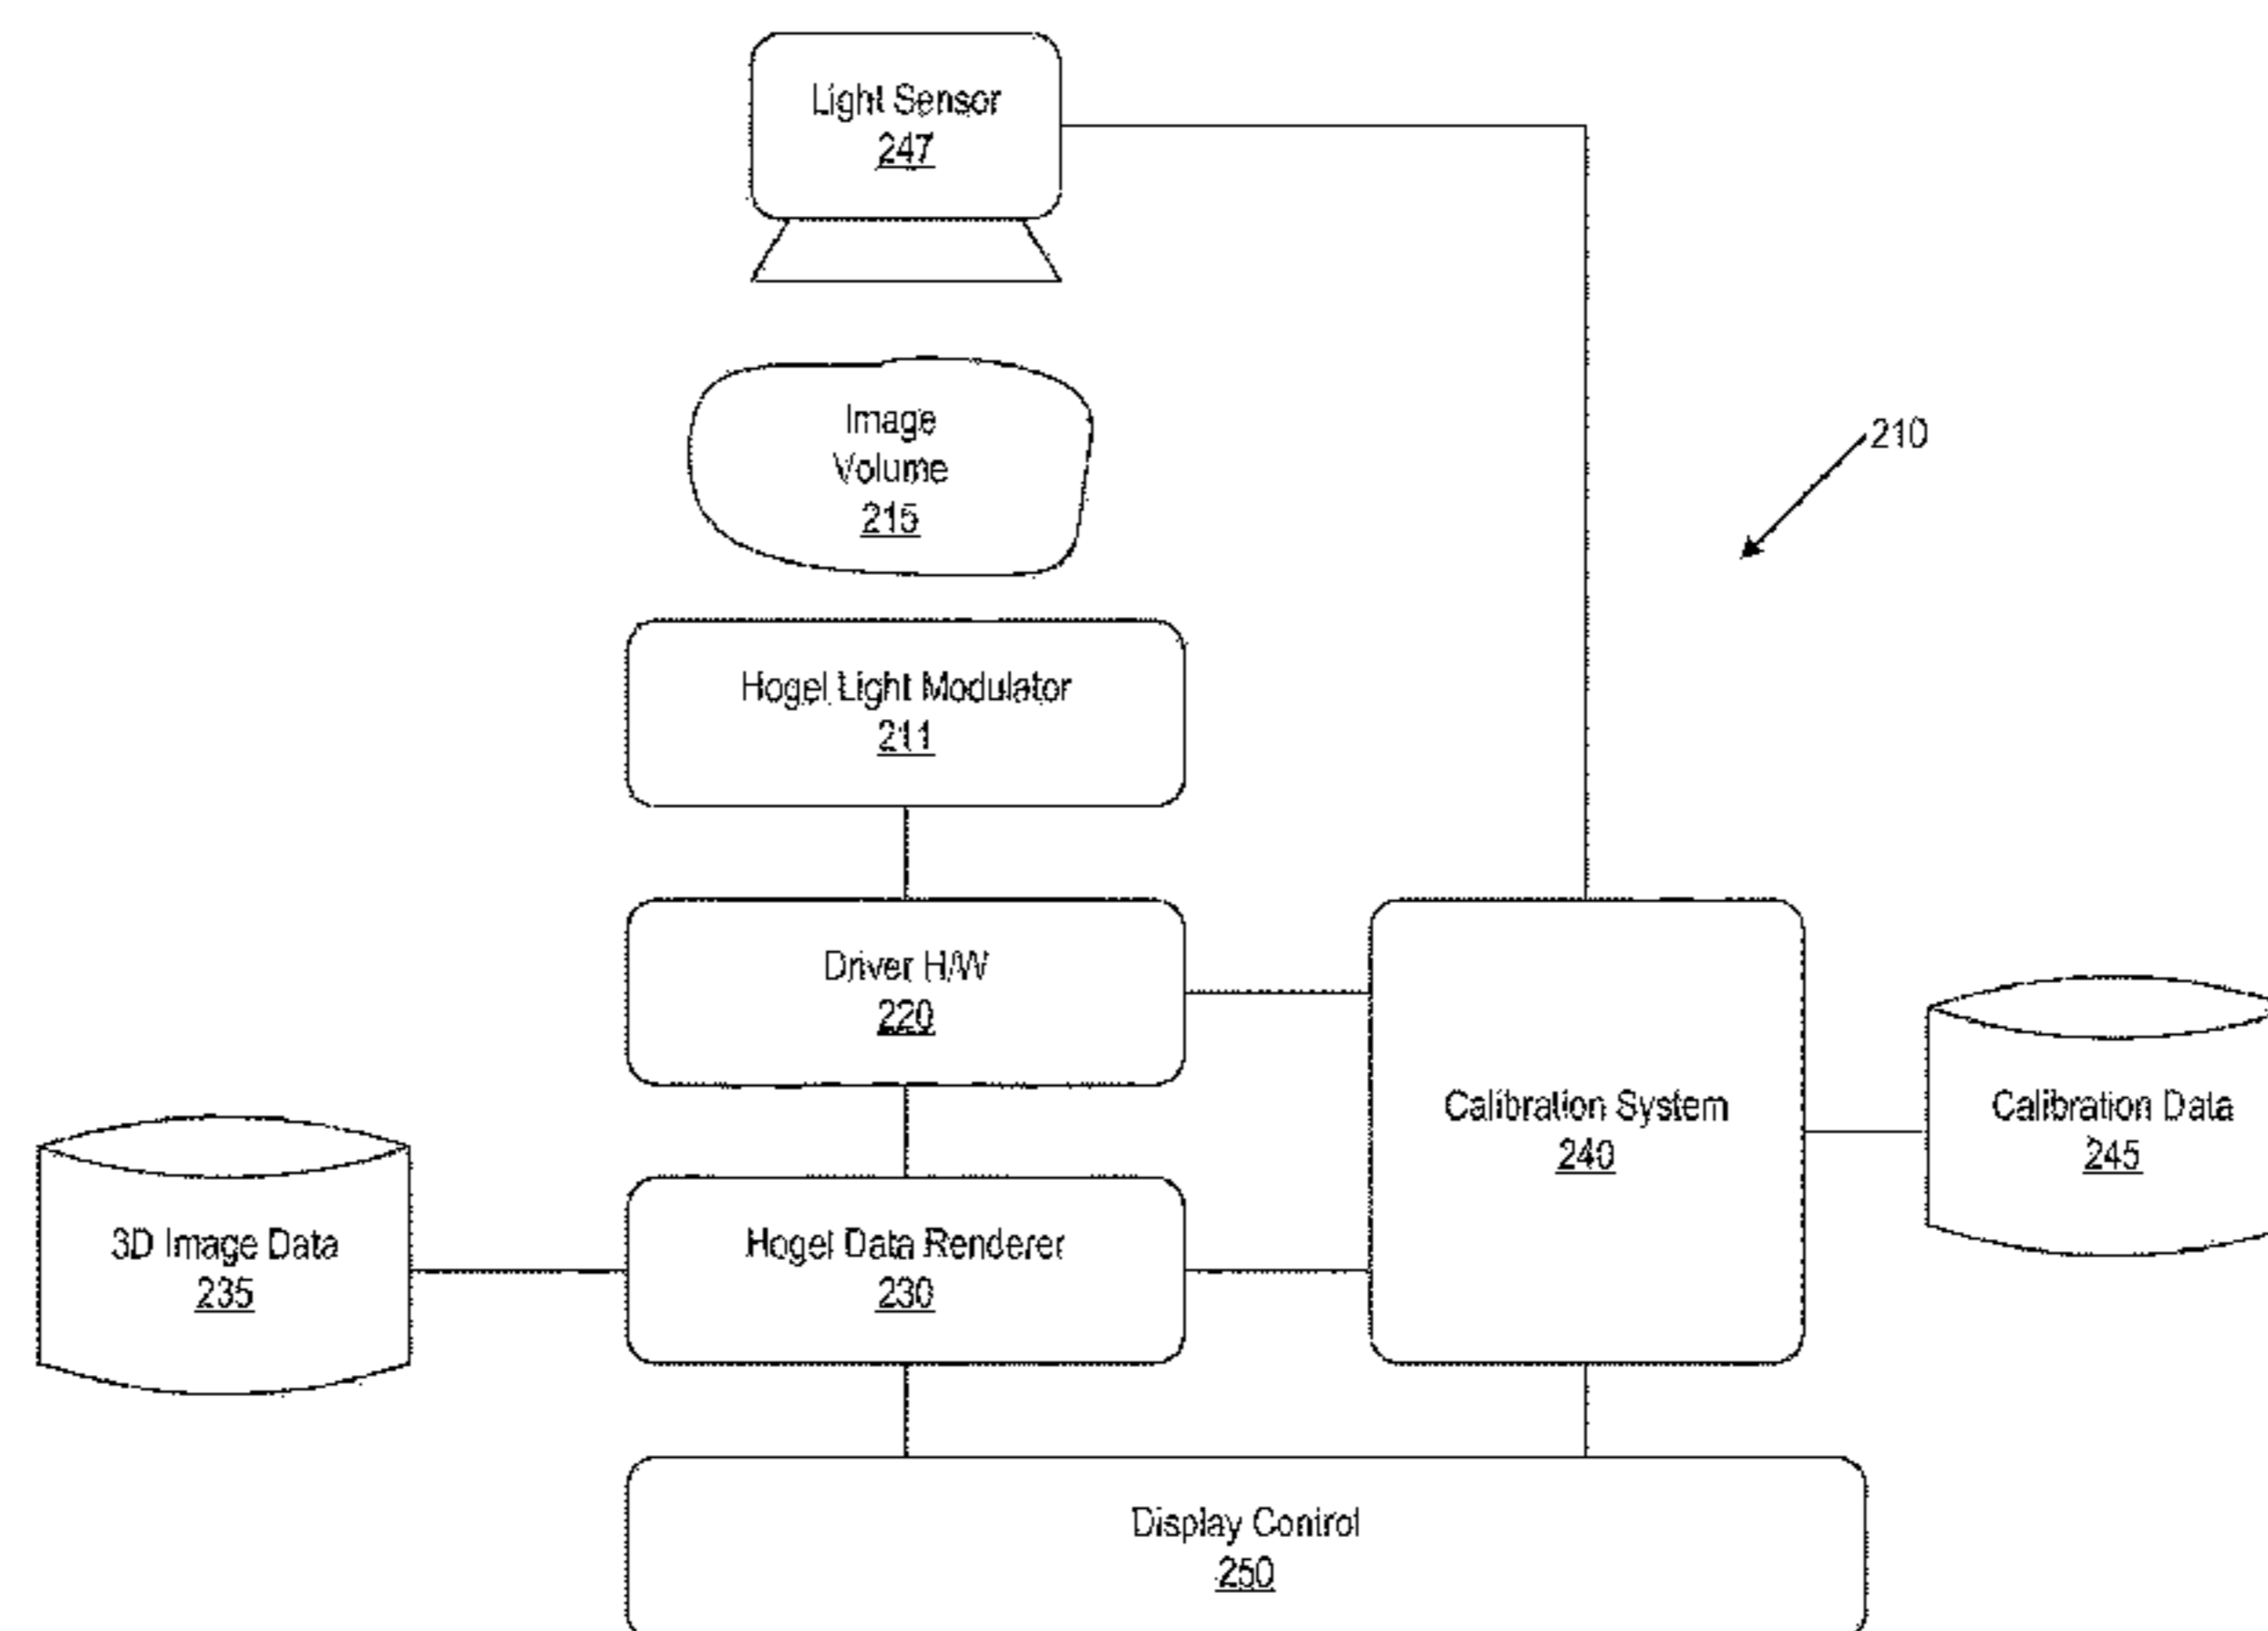 Light Sensor
247
Image
Volume
215
210
Hogel Light Modulator
211
Driver H/W
220
Calibration System
240
Calibration Data
245
3D Image Data
235
Hogel Data Renderer
230
Display Control
250